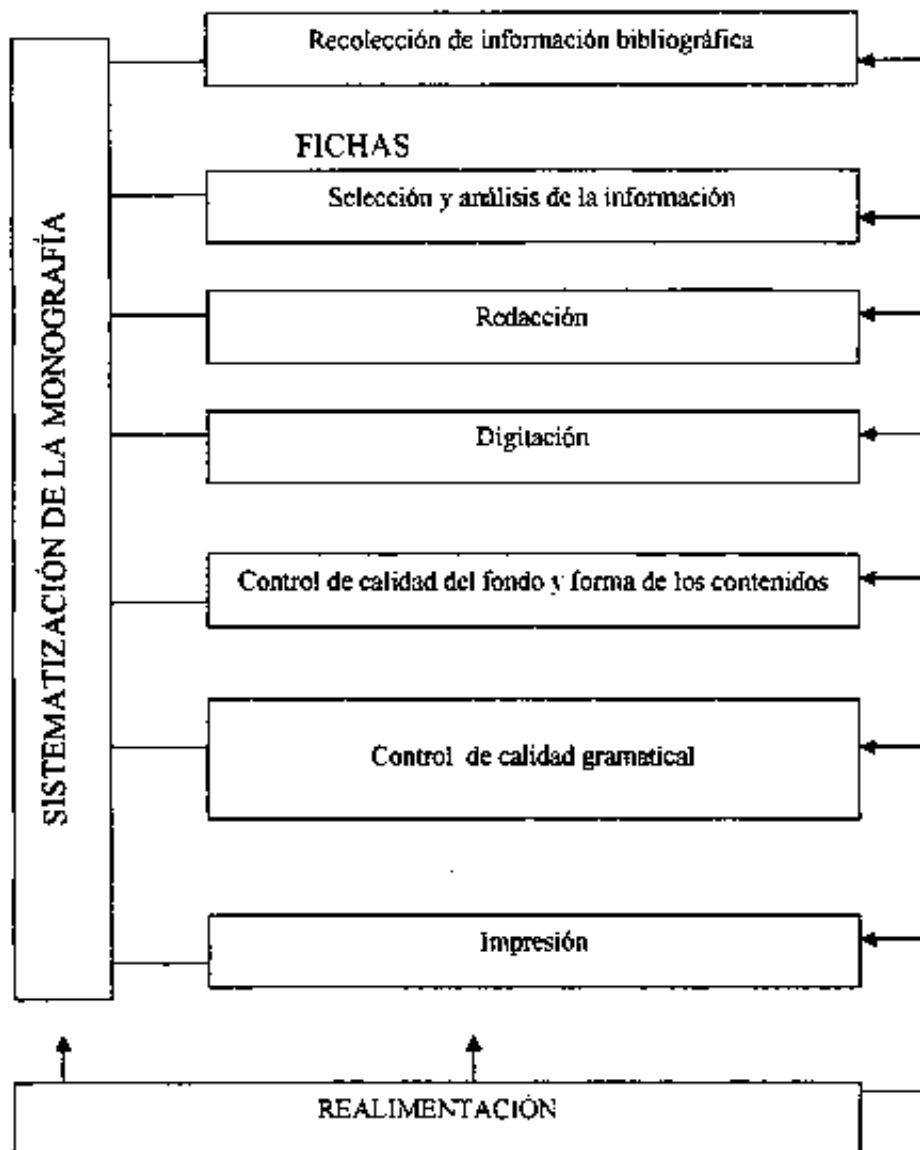 Recolección de información bibliográfica
FICHAS
Selección y análisis de la información
Redacción
Digitación
Control de calidad del fondo y forma de los contenidos
Control de calidad gramatical
Impresión
SISTEMATIZACIÓN DE LA MONOGRAFÍA
REALIMENTACIÓN